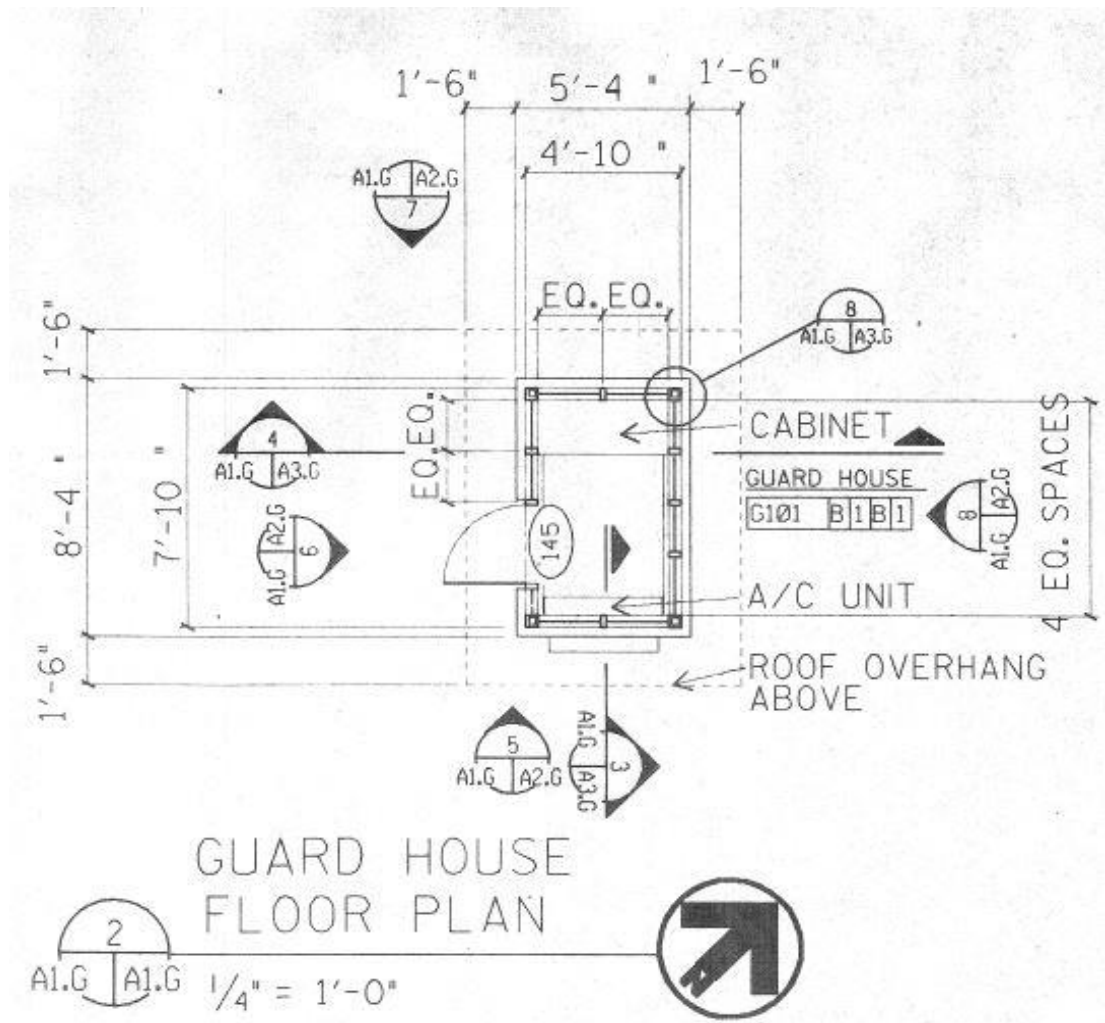 1'-6" 5'-4 " 1'-6"
4'-10 "
A1.G A2.G
7
EQ. EQ.
8
A1.G A3.G
1'-6"
8'-4 "
1'-6"
7'-10 "
EQ. EQ.
4
A1.G A3.G
A2.G
A1.G
6
145
CABINET
GUARD HOUSE
G101 B 1 B 1
A2.G
A1.G
8
4 EQ. SPACES
A/C UNIT
ROOF OVERHANG
ABOVE
5
A1.G A2.G
A1.G
A3.G
3
GUARD HOUSE
FLOOR PLAN
2
A1.G A1.G
1/4" = 1'-0"
N